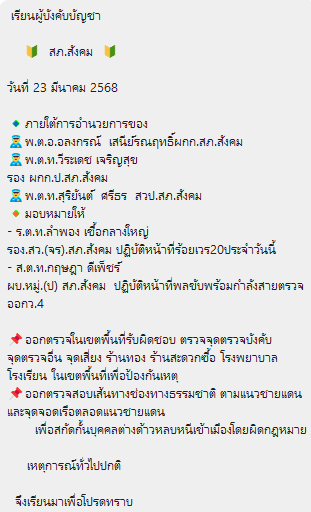 เรียนผู้บังคับบัญชา
🔰 สภ.สังคม 🔰
วันที่ 23 มีนาคม 2568
🔹ภายใต้การอำนวยการของ
👮พ.ต.อ.องลกรณ์ เสนีย์รณฤทธิ์ผกก.สภ.สังคม
👮พ.ต.ท.วีระเดช เจริญสุข
รอง ผกก.ป.สภ.สังคม
👮พ.ต.ท.สุริยันต์ ศรีธร สวป.สภ.สังคม
🔸มอบหมายให้
- ร.ต.ท.ลำพอง เชื้อกลางใหญ่
รอง.สว.(จร).สภ.สังคม ปฏิบัติหน้าที่ร้อยเวร20ประจำวันนี้
- ส.ต.ท.กฤษฎา ดีเพ็ชร์
ผบ.หมู่.(ป) สภ.สังคม ปฏิบัติหน้าที่พลขับพร้อมกำลังสายตรวจ
ออกว.4
📌ออกตรวจในเขตพื้นที่รับผิดชอบ ตรวจจุดตรวจบังคับ
จุดตรวจอื่น จุดเสี่ยง ร้านทอง ร้านสะดวกซื้อ โรงพยาบาล
โรงเรียน ในเขตพื้นที่เพื่อป้องกันเหตุ
📌ออกตรวจสอบเส้นทางช่องทางธรรมชาติ ตามแนวชายแดน
และจุดจอดเรือตลอดแนวชายแดน
เพื่อสกัดกั้นบุคคลต่างด้าวหลบหนีเข้าเมืองโดยผิดกฎหมาย
เหตุการณ์ทั่วไปปกติ
จึงเรียนมาเพื่อโปรดทราบ